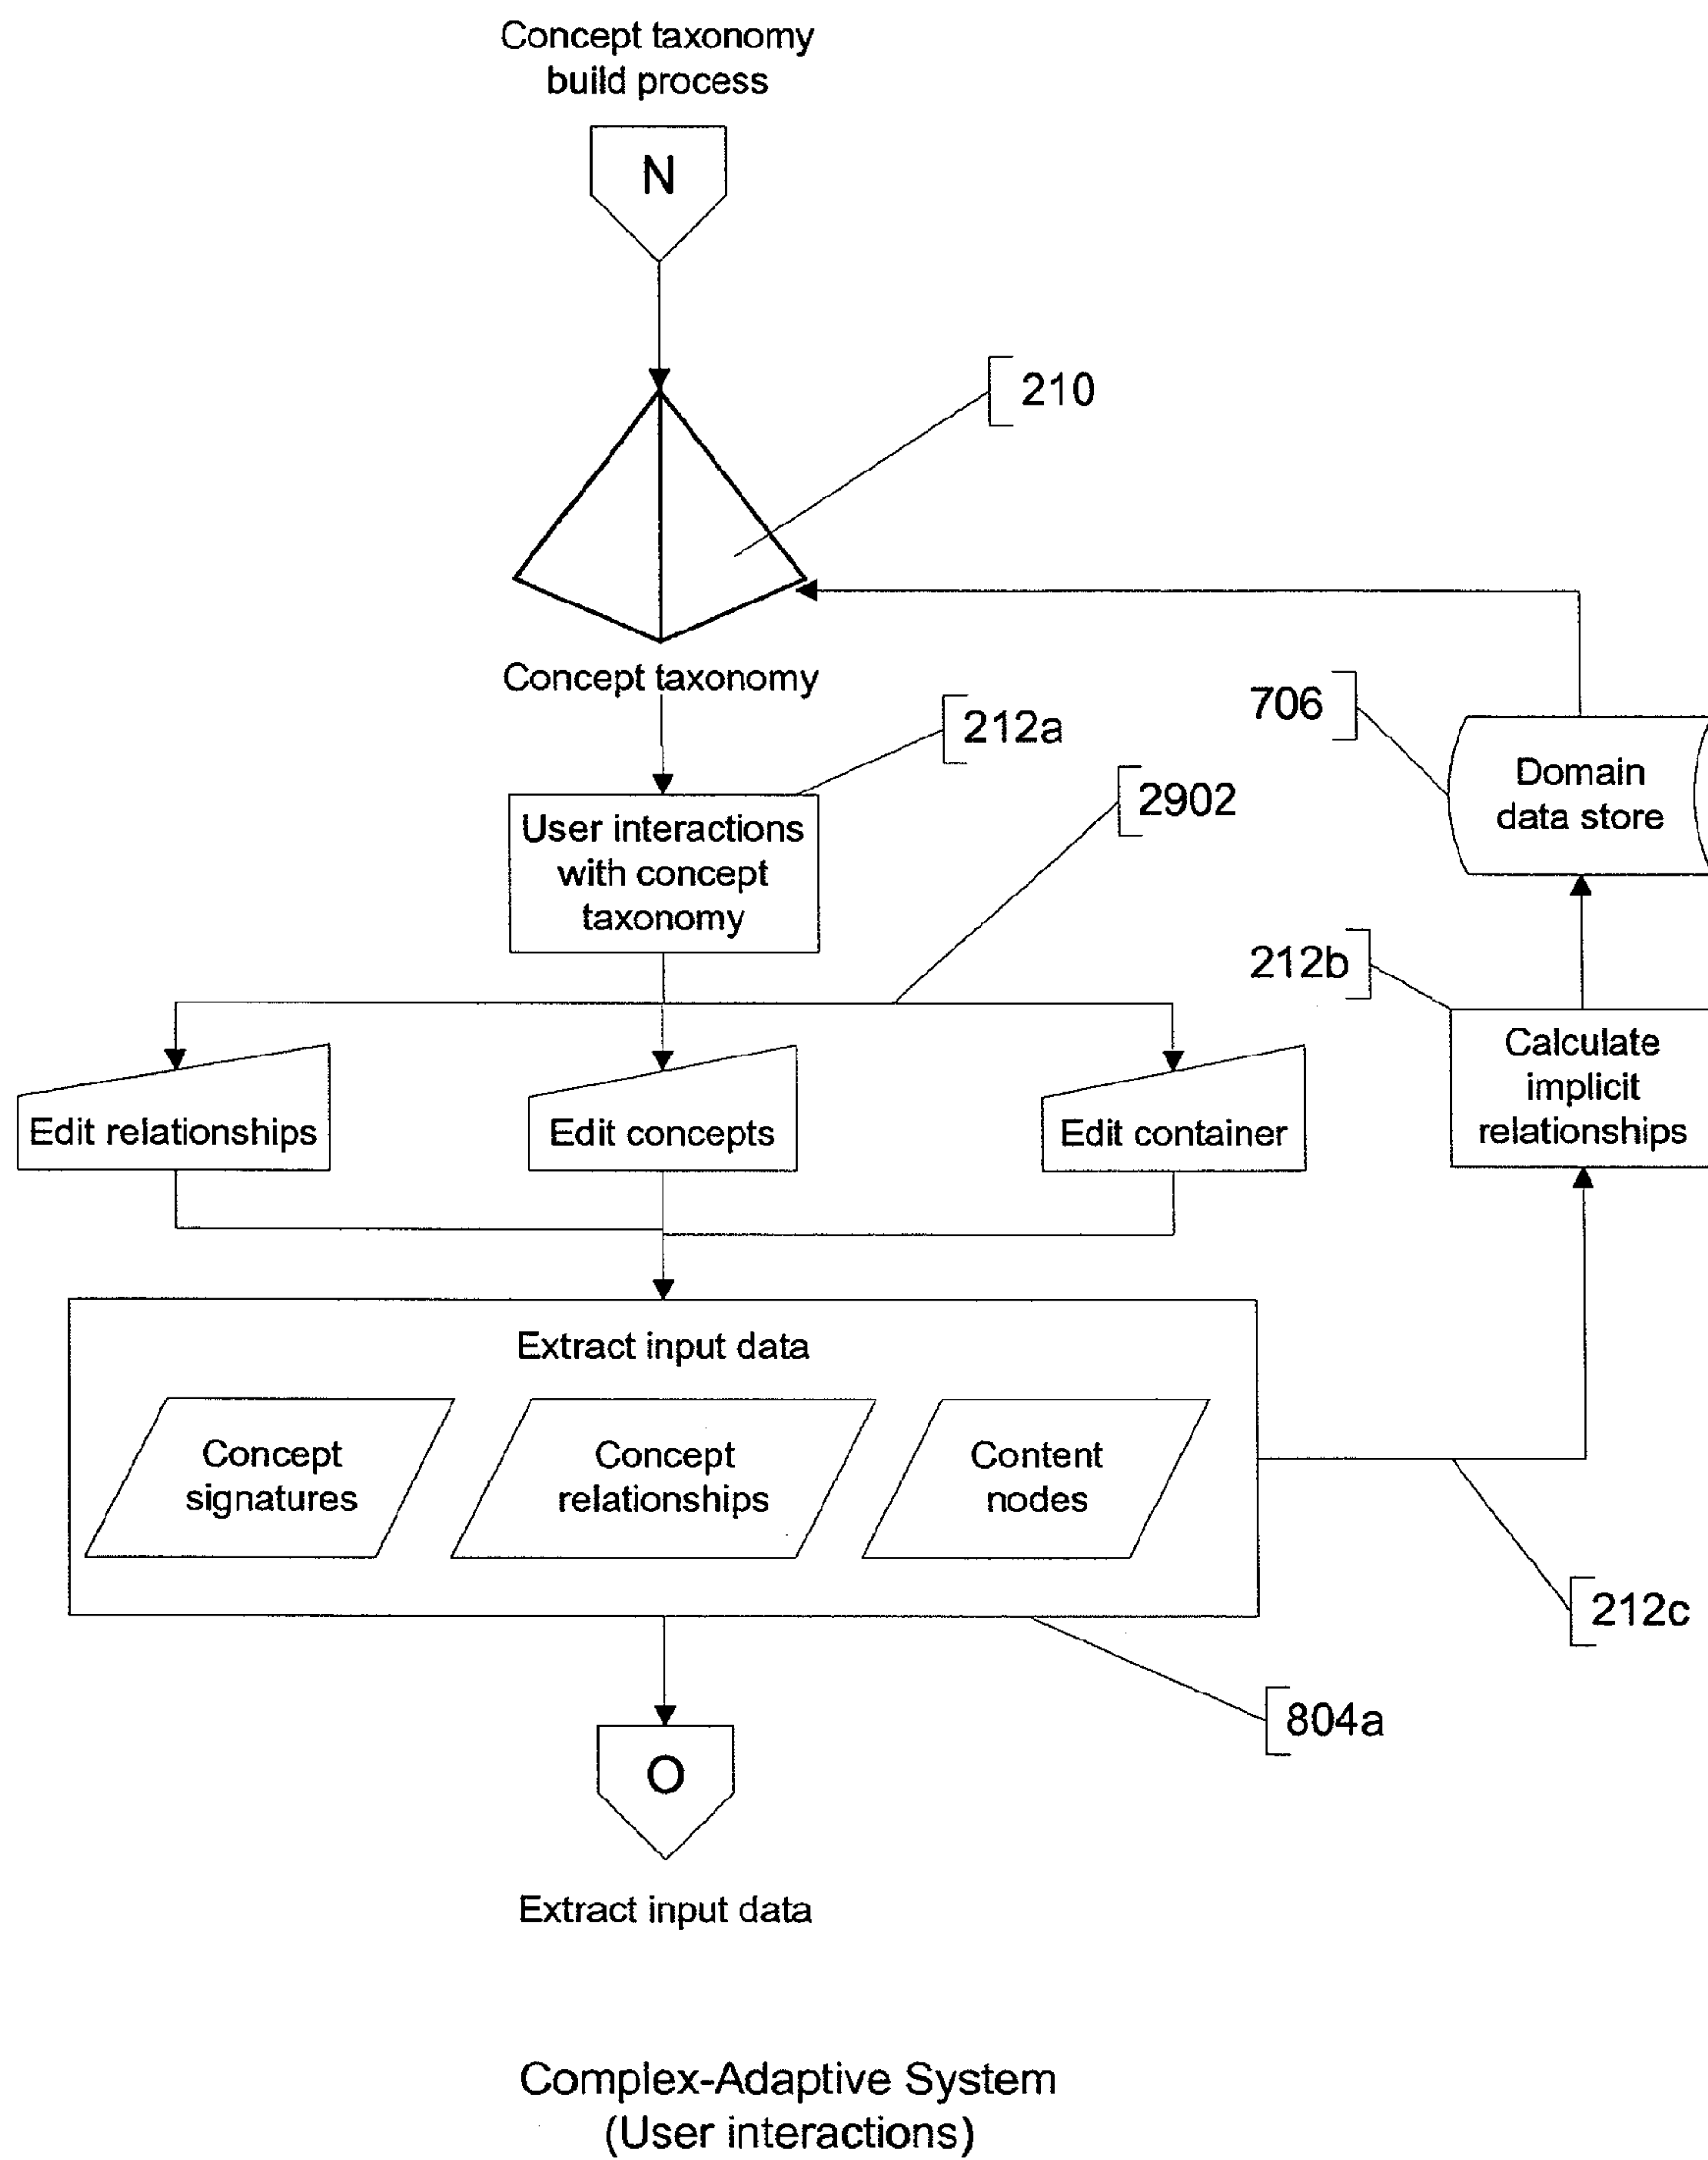 Concept taxonomy
build process
N
210
Concept taxonomy
212a
706
Domain
data store
2902
User interactions
with concept
taxonomy
212b
Calculate
implicit
relationships
Edit relationships
Edit concepts
Edit container
Extract input data
Concept
signatures
Concept
relationships
Content
nodes
212c
804a
O
Extract input data
Complex-Adaptive System
(User interactions)